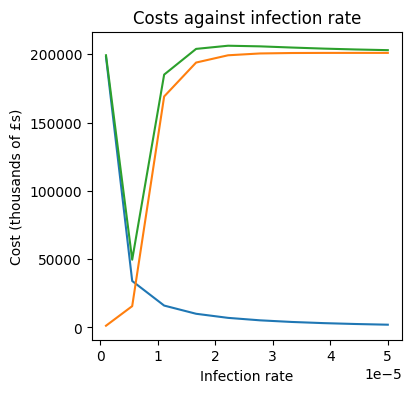 Costs against infection rate
Cost (thousands of £s)
200000
150000
100000
50000
0
0
1
2
3
4
5
1e−5
Infection rate